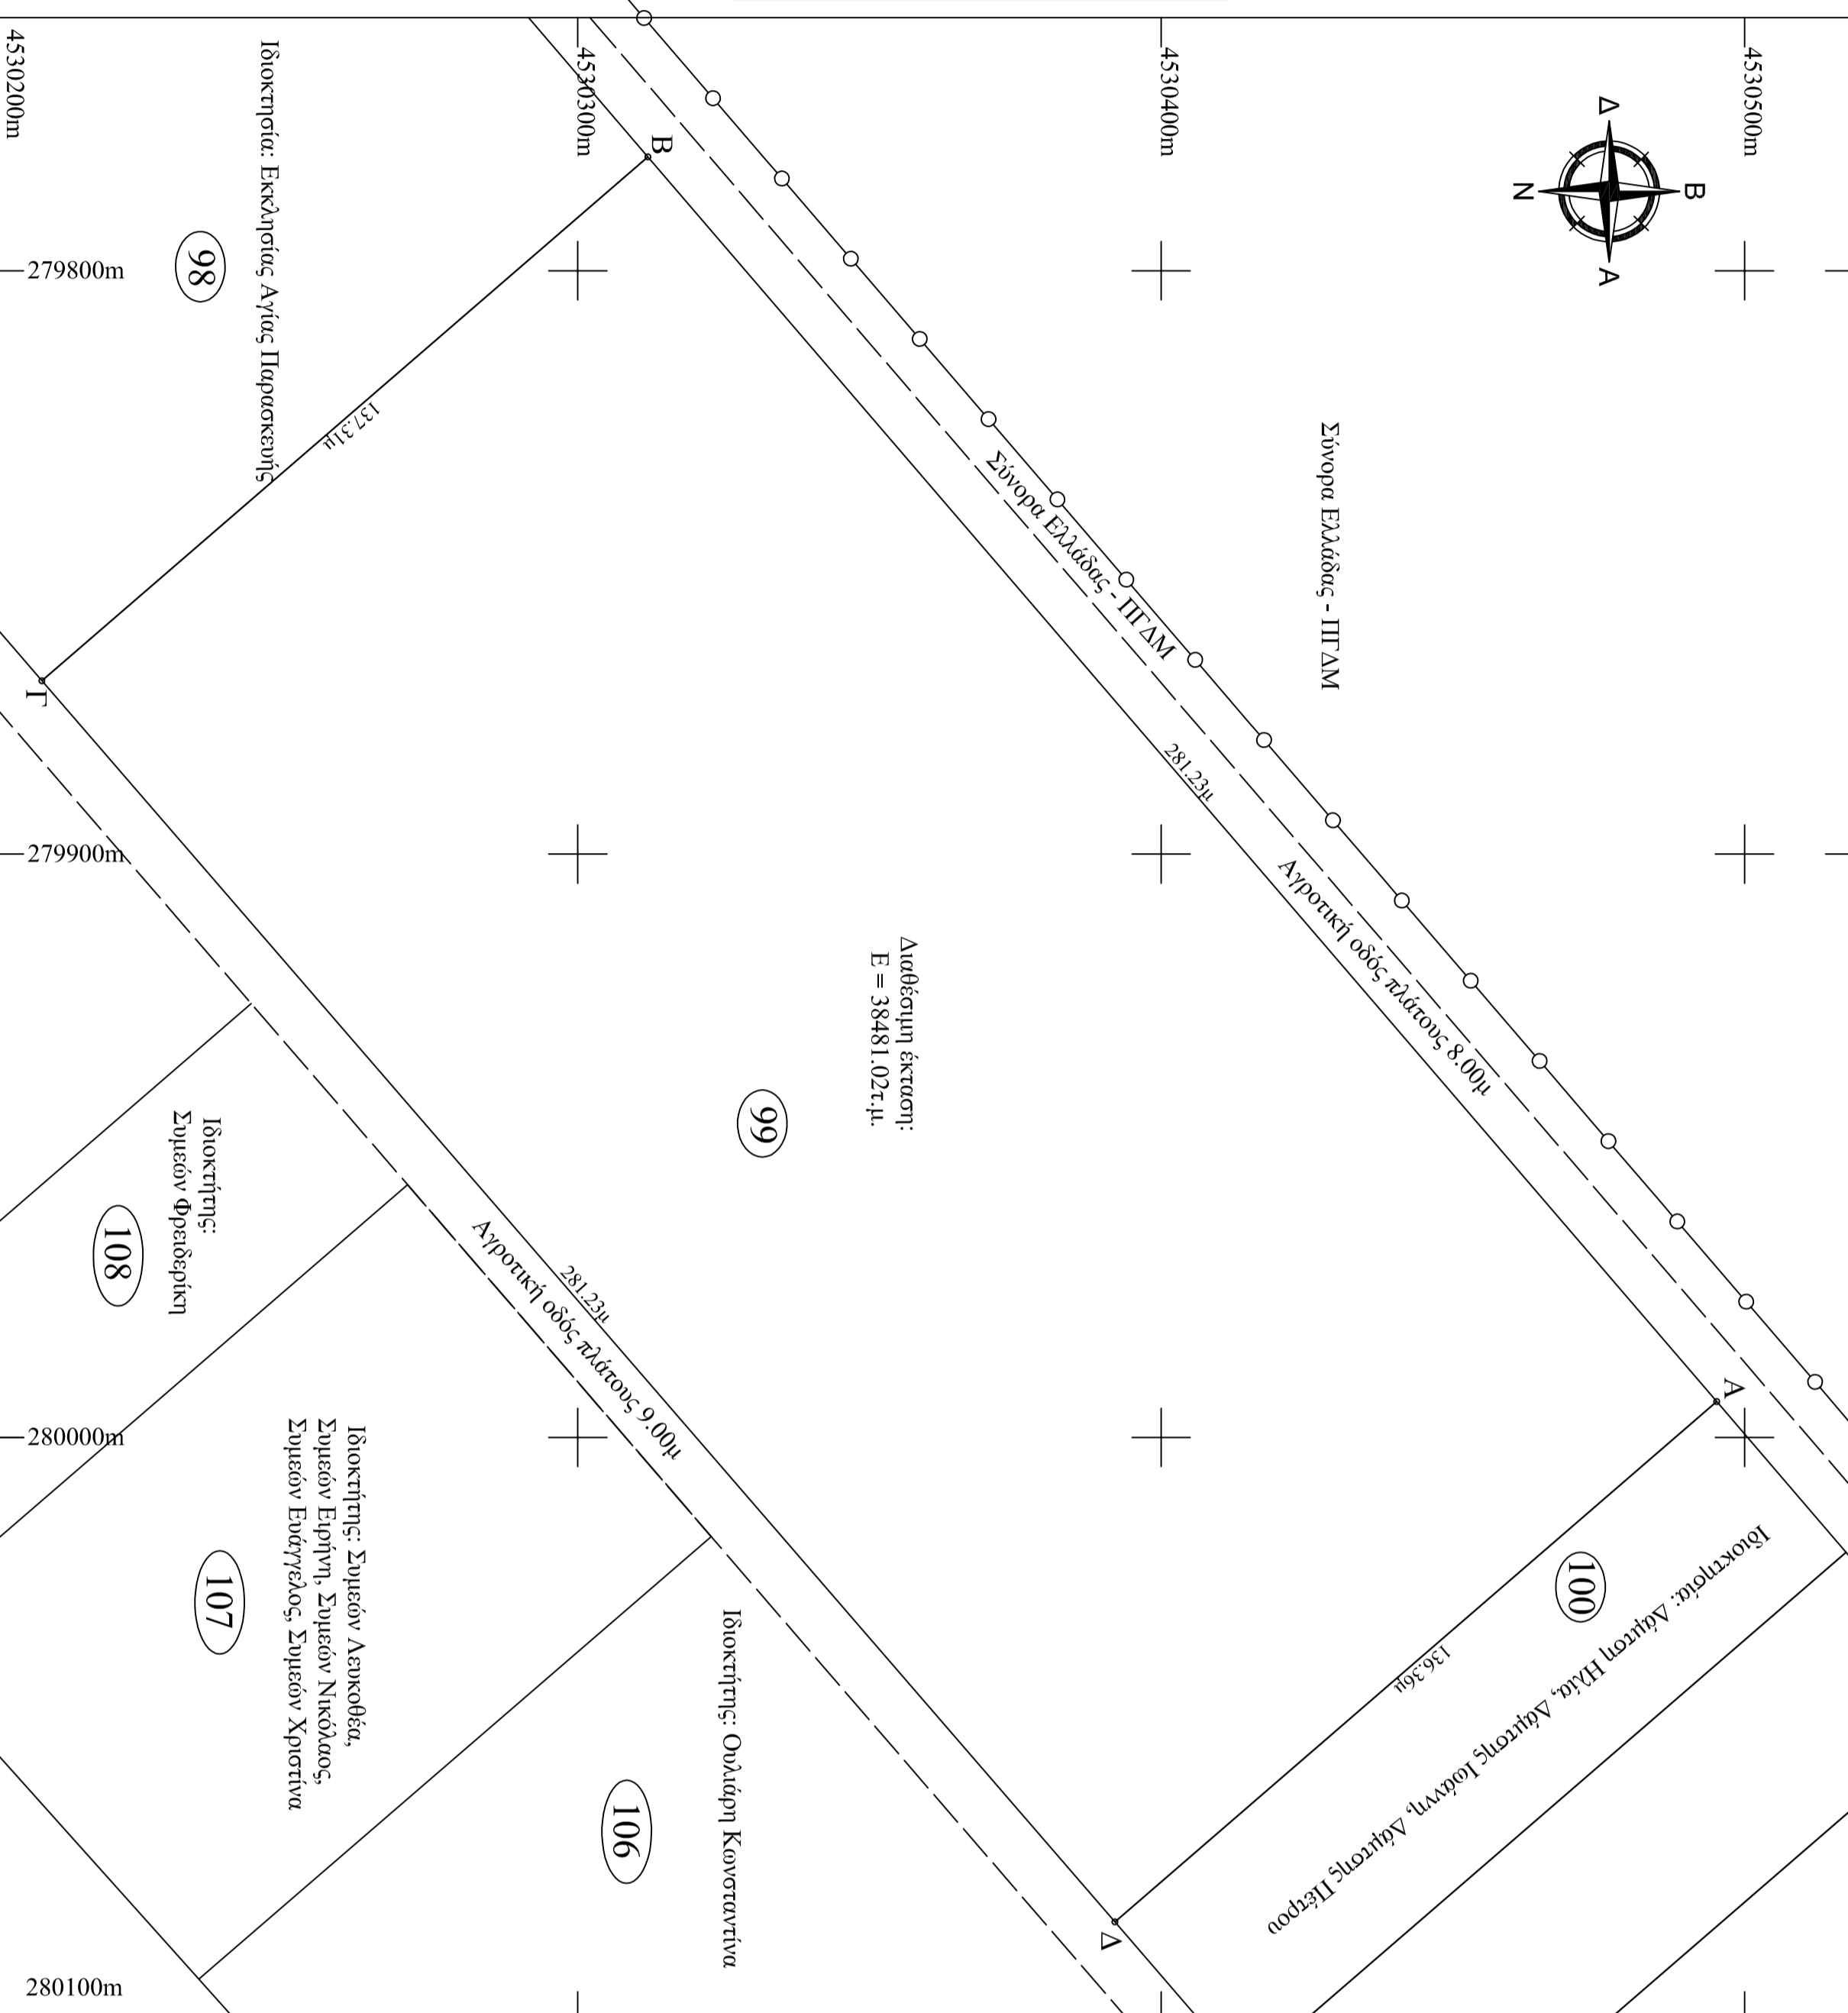 4530200m
4530300m
4530400m
4530500m
Δ
Β
Ν
Α
Ιδιοκτησία: Εκκλησίας Αγίας Παρασκευής
98
Β
279800m
137.31μ
Σύνορα Ελλάδας - ΠΓΔΜ
Σύνορα Ελλάδας - ΠΓΔΜ
Γ
281.23μ
279900m
Αγροτική οδός πλάτους 8.00μ
Διαθέσιμη έκταση:
Ε = 38481.02τ.μ.
99
Ιδιοκτήτης:
Συμεών Φρειδερίκη
108
281.23μ
Αγροτική οδός πλάτους 9.00μ
Α
280000m
Ιδιοκτήτης: Συμεών Λευκοθέα,
Συμεών Ειρήνη, Συμεών Νικόλαος,
Συμεών Ευάγγελος, Συμεών Χριστίνα
107
100
Ιδιοκτησία: Δάμτση Ηλιά, Δάμτσης Ιωάννη, Δάμτσης Πέτρου
136.36μ
Ιδιοκτήτης: Ουλιάρη Κωνσταντίνα
106
Δ
280100m